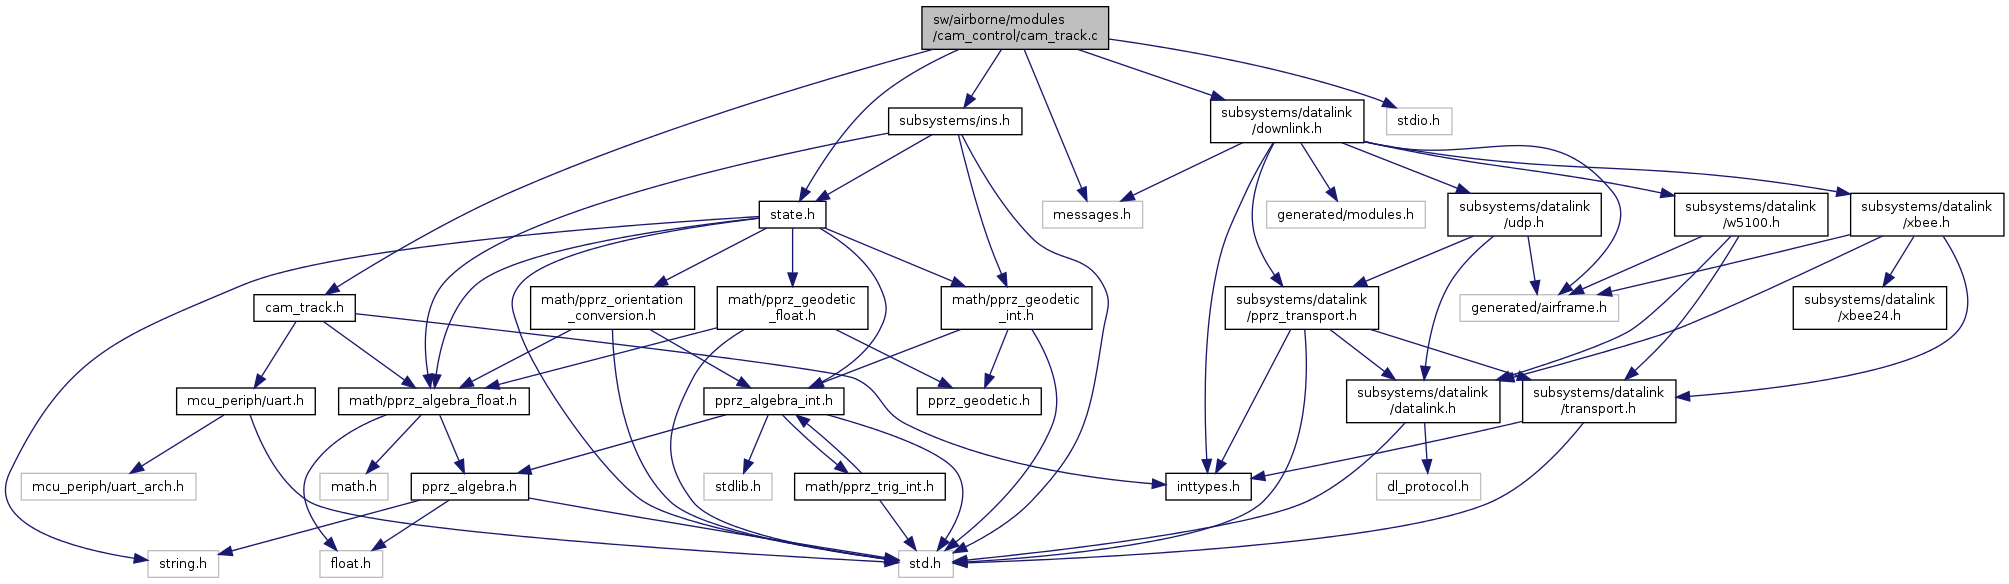 sw/airborne/modules
/cam_control/cam_track.c
subsystems/ins.h
subsystems/datalink
/downlink.h
stdio.h
state.h
messages.h
generated/modules.h
subsystems/datalink
/udp.h
subsystems/datalink
/w5100.h
subsystems/datalink
/xbee.h
cam_track.h
math/pprz_orientation
_conversion.h
math/pprz_geodetic
_float.h
math/pprz_geodetic
_int.h
subsystems/datalink
/pprz_transport.h
generated/airframe.h
subsystems/datalink
/xbee24.h
mcu_periph/uart.h
math/pprz_algebra_float.h
pprz_algebra_int.h
pprz_geodetic.h
subsystems/datalink
/datalink.h
subsystems/datalink
/transport.h
mcu_periph/uart_arch.h
math.h
pprz_algebra.h
stdlib.h
math/pprz_trig_int.h
inttypes.h
dl_protocol.h
string.h
float.h
std.h